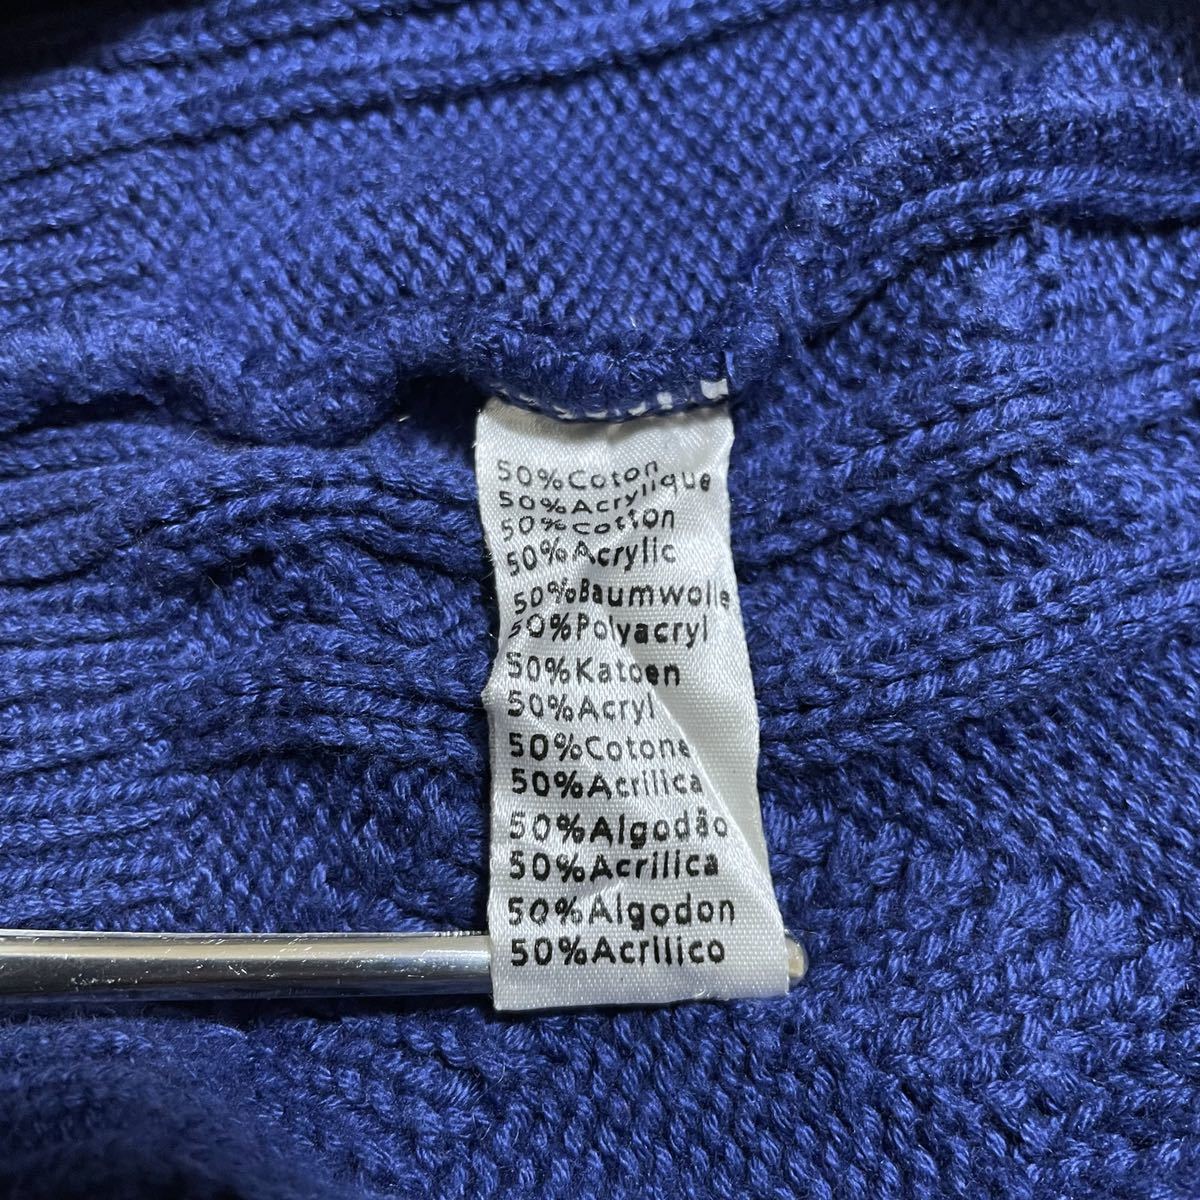 50%Coton
50%Acrylique
50%Cotton
50%Acrylic
50%Baumwolle
50%Polyacryl
50%Katoen
50%Acryl
50%Cotone
50%Acrilica
50%Algodão
50%Acrilica
50%Algodon
50%Acrilico